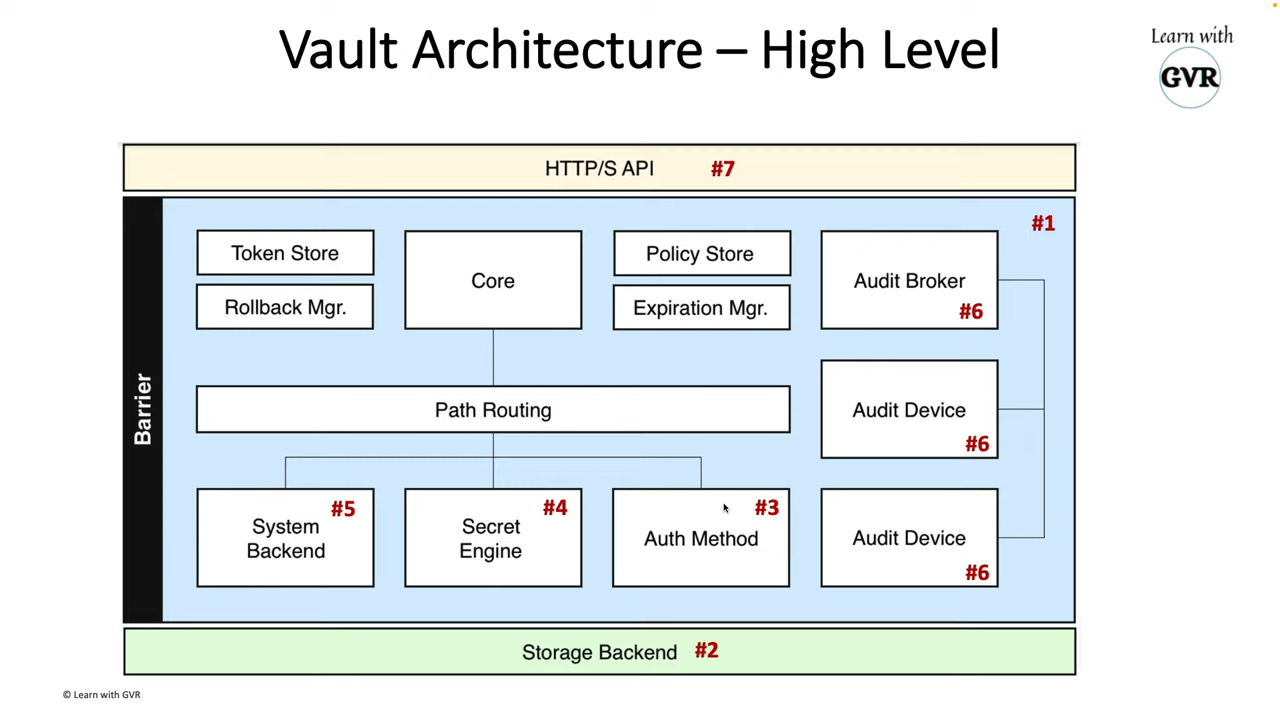 Vault Architecture – High Level
Learn with
GVR
HTTP/S API #7
Barrier
#1
Token Store
Rollback Mgr.
Core
Policy Store
Expiration Mgr.
Audit Broker
#6
Path Routing
Audit Device
#6
#5
System
Backend
#4
Secret
Engine
#3
Auth Method
Audit Device
#6
Storage Backend #2
© Learn with GVR